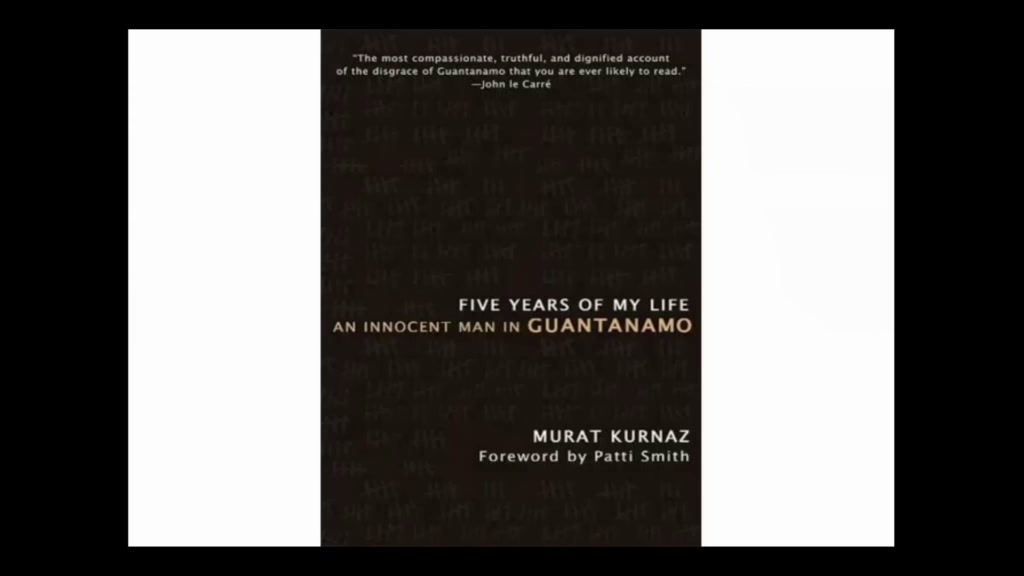 "The most compassionate, truthful, and dignified account
of the disgrace of Guantanamo that you are ever likely to read."
—John le Carré
FIVE YEARS OF MY LIFE
AN INNOCENT MAN IN GUANTANAMO
MURAT KURNAZ
Foreword by Patti Smith